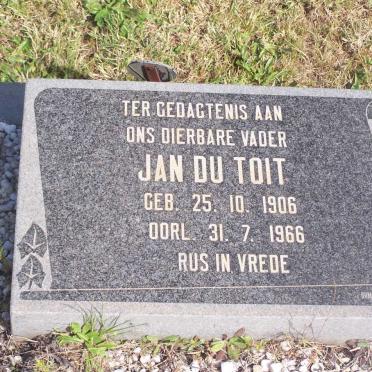 TER GEDAGTENIS AAN
ONS DIERBARE VADER
JAN DU TOIT
GEB. 25. 10. 1906
OORL. 31. 7. 1966
RUS IN VREDE